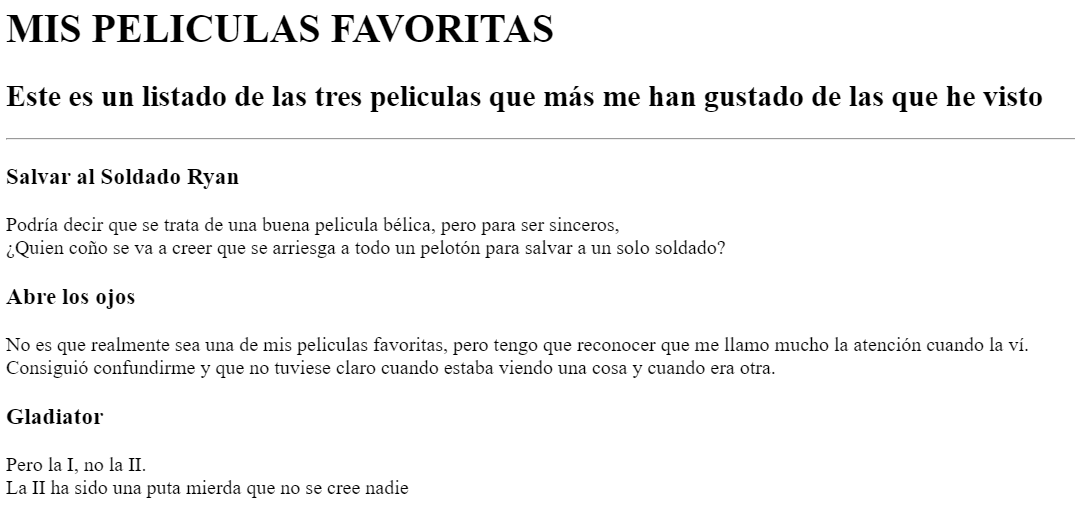 MIS PELICULAS FAVORITAS
Este es un listado de las tres peliculas que más me han gustado de las que he visto
Salvar al Soldado Ryan
Podría decir que se trata de una buena pelicula bélica, pero para ser sinceros,
¿Quien coño se va a creer que se arriesga a todo un pelotón para salvar a un solo soldado?
Abre los ojos
No es que realmente sea una de mis peliculas favoritas, pero tengo que reconocer que me llamo mucho la atención cuando la ví.
Consiguió confundirme y que no tuviese claro cuando estaba viendo una cosa y cuando era otra.
Gladiator
Pero la I, no la II.
La II ha sido una puta mierda que no se cree nadie